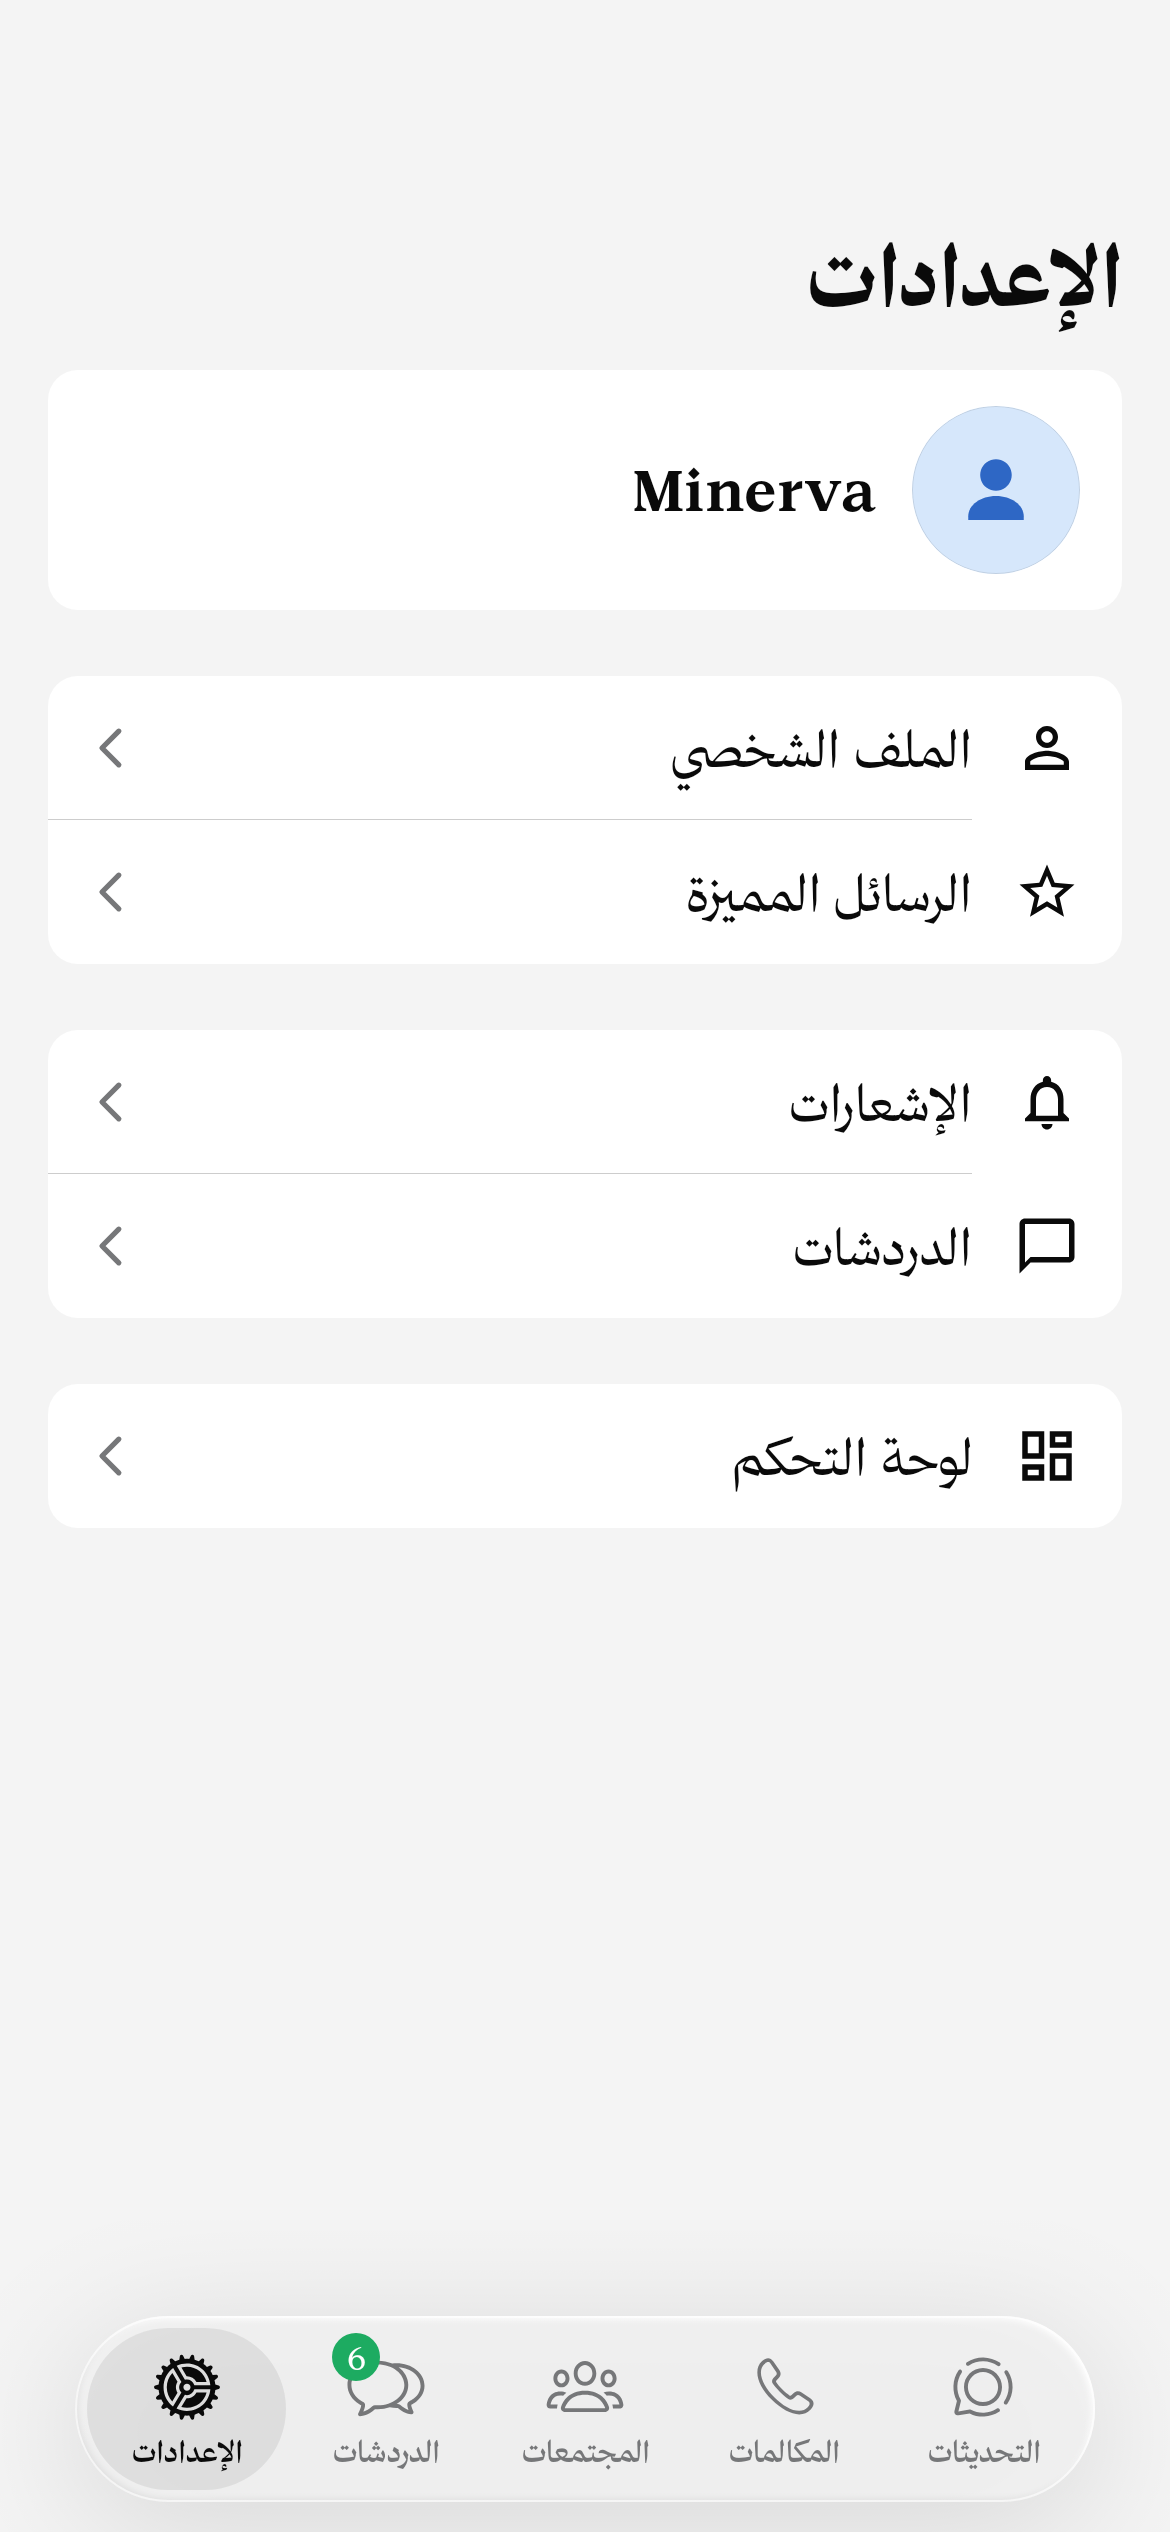 الإعدادات
Minerva
الملف الشخصي
الرسائل المميزة
الإشعارات
الدردشات
لوحة التحكم
التحديثات
المكالمات
المجتمعات
6
الدردشات
الإعدادات